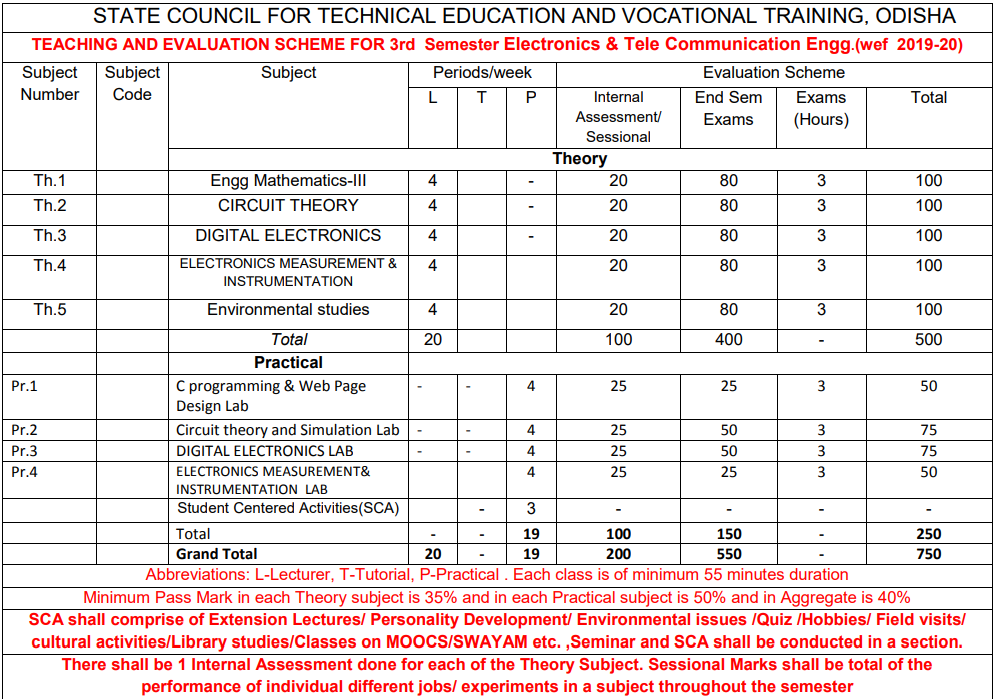 STATE COUNCIL FOR TECHNICAL EDUCATION AND VOCATIONAL TRAINING, ODISHA
TEACHING AND EVALUATION SCHEME FOR 3rd Semester Electronics & Tele Communication Engg.(wef 2019-20)
Subject Number Subject Code Subject Periods/week Evaluation Scheme
L T P Internal Assessment/ Sessional End Sem Exams Exams (Hours) Total
Theory
Th.1 Engg Mathematics-III 4 - 20 80 3 100
Th.2 CIRCUIT THEORY 4 - 20 80 3 100
Th.3 DIGITAL ELECTRONICS 4 - 20 80 3 100
Th.4 ELECTRONICS MEASUREMENT & INSTRUMENTATION 4 20 80 3 100
Th.5 Environmental studies 4 20 80 3 100
Total 20 100 400 - 500
Practical
Pr.1 C programming & Web Page Design Lab - - 4 25 25 3 50
Pr.2 Circuit theory and Simulation Lab - - 4 25 50 3 75
Pr.3 DIGITAL ELECTRONICS LAB - - 4 25 50 3 75
Pr.4 ELECTRONICS MEASUREMENT& INSTRUMENTATION LAB 4 25 25 3 50
Student Centered Activities(SCA) - 3 - - - -
Total - - 19 100 150 - 250
Grand Total 20 - 19 200 550 - 750
Abbreviations: L-Lecturer, T-Tutorial, P-Practical . Each class is of minimum 55 minutes duration
Minimum Pass Mark in each Theory subject is 35% and in each Practical subject is 50% and in Aggregate is 40%
SCA shall comprise of Extension Lectures/ Personality Development/ Environmental issues /Quiz /Hobbies/ Field visits/
cultural activities/Library studies/Classes on MOOCS/SWAYAM etc. ,Seminar and SCA shall be conducted in a section.
There shall be 1 Internal Assessment done for each of the Theory Subject. Sessional Marks shall be total of the
performance of individual different jobs/ experiments in a subject throughout the semester